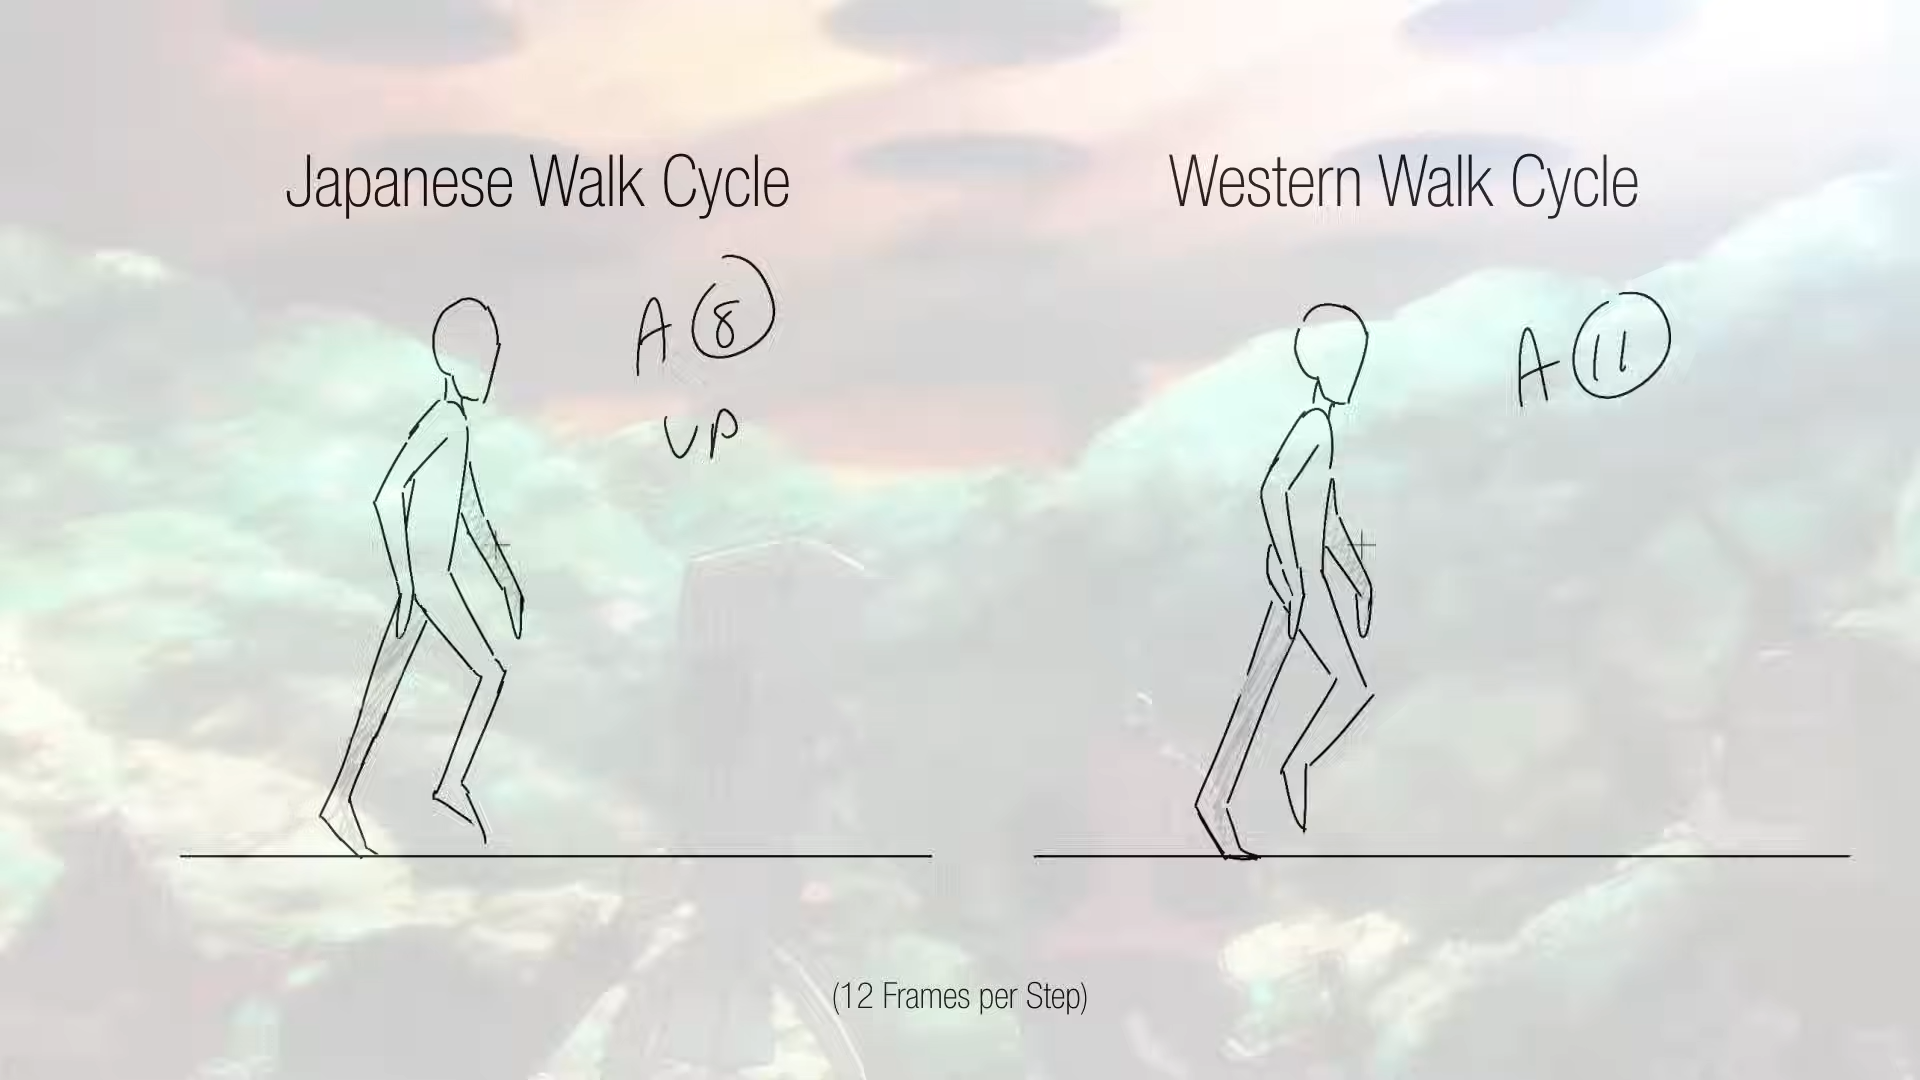 Japanese Walk Cycle
A 8
UP
Western Walk Cycle
A 11
(12 Frames per Step)